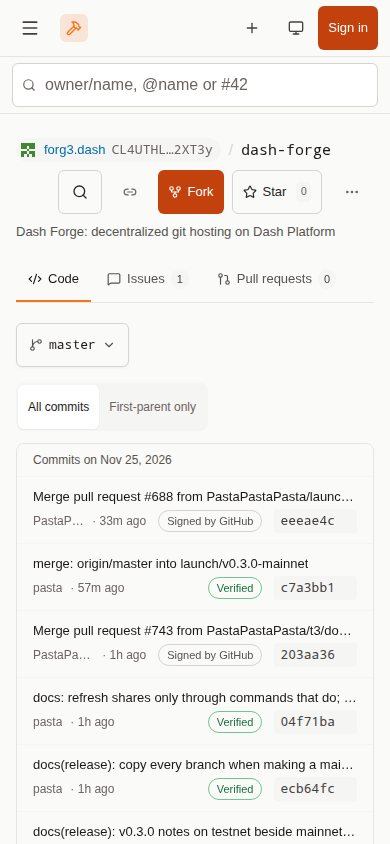 Sign in
owner/name, @name or #42
forg3.dash CL4UTHL…2XT3y / dash-forge
Fork
Star 0
Dash Forge: decentralized git hosting on Dash Platform
Code
Issues 1
Pull requests 0
master
All commits
First-parent only
Commits on Nov 25, 2026
Merge pull request #688 from PastaPastaPasta/launc…
PastaP… · 33m ago Signed by GitHub eeeae4c
merge: origin/master into launch/v0.3.0-mainnet
pasta · 57m ago Verified c7a3bb1
Merge pull request #743 from PastaPastaPasta/t3/do…
PastaPa… · 1h ago Signed by GitHub 203aa36
docs: refresh shares only through commands that do; …
pasta · 1h ago Verified 04f71ba
docs(release): copy every branch when making a mai…
pasta · 1h ago Verified ecb64fc
docs(release): v0.3.0 notes on testnet beside mainnet…